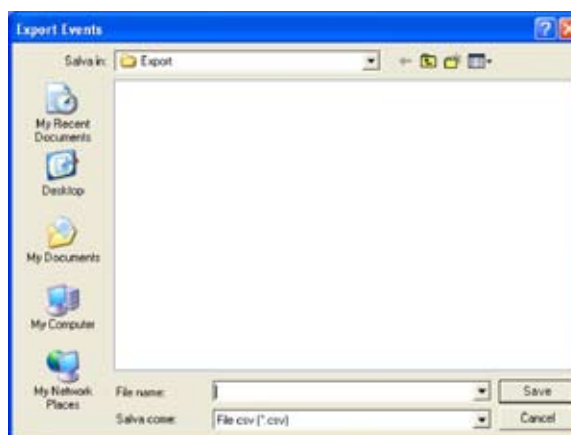 Export Events
Salva in:
Export
My Recent
Documents
Desktop
My Documents
My Computer
My Network
Places
File name:
Save
Salva come:
File csv (*.csv)
Cancel